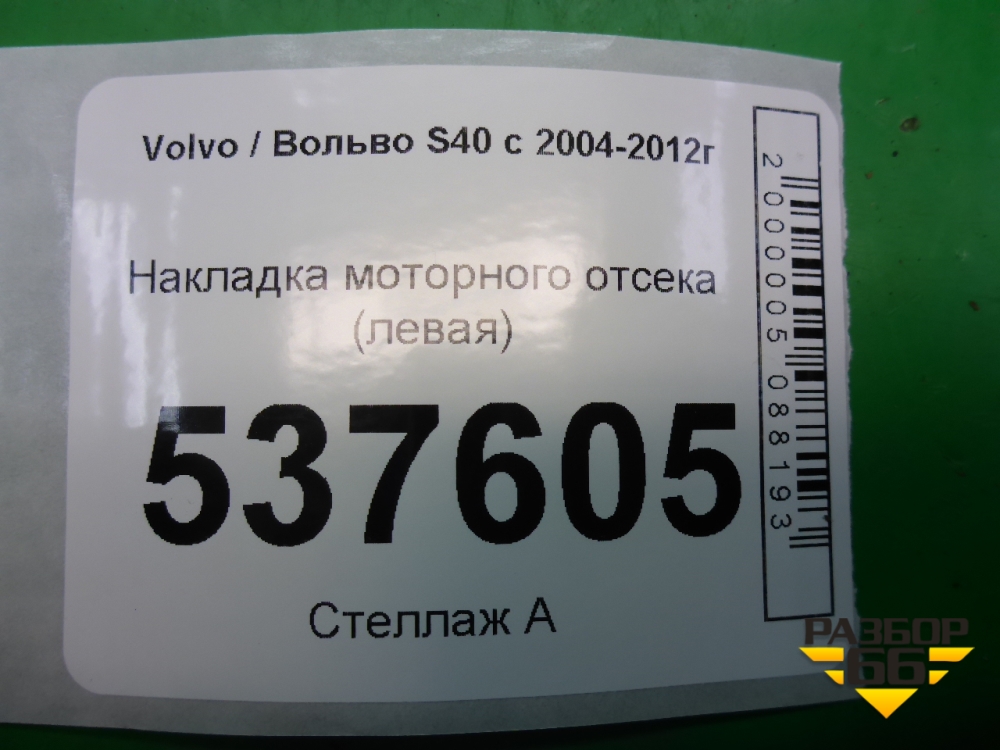 Volvo / Вольво S40 с 2004-2012г
Накладка моторного отсека
(левая)
537605
Стеллаж А
2000005088193
РАЗБОР
66